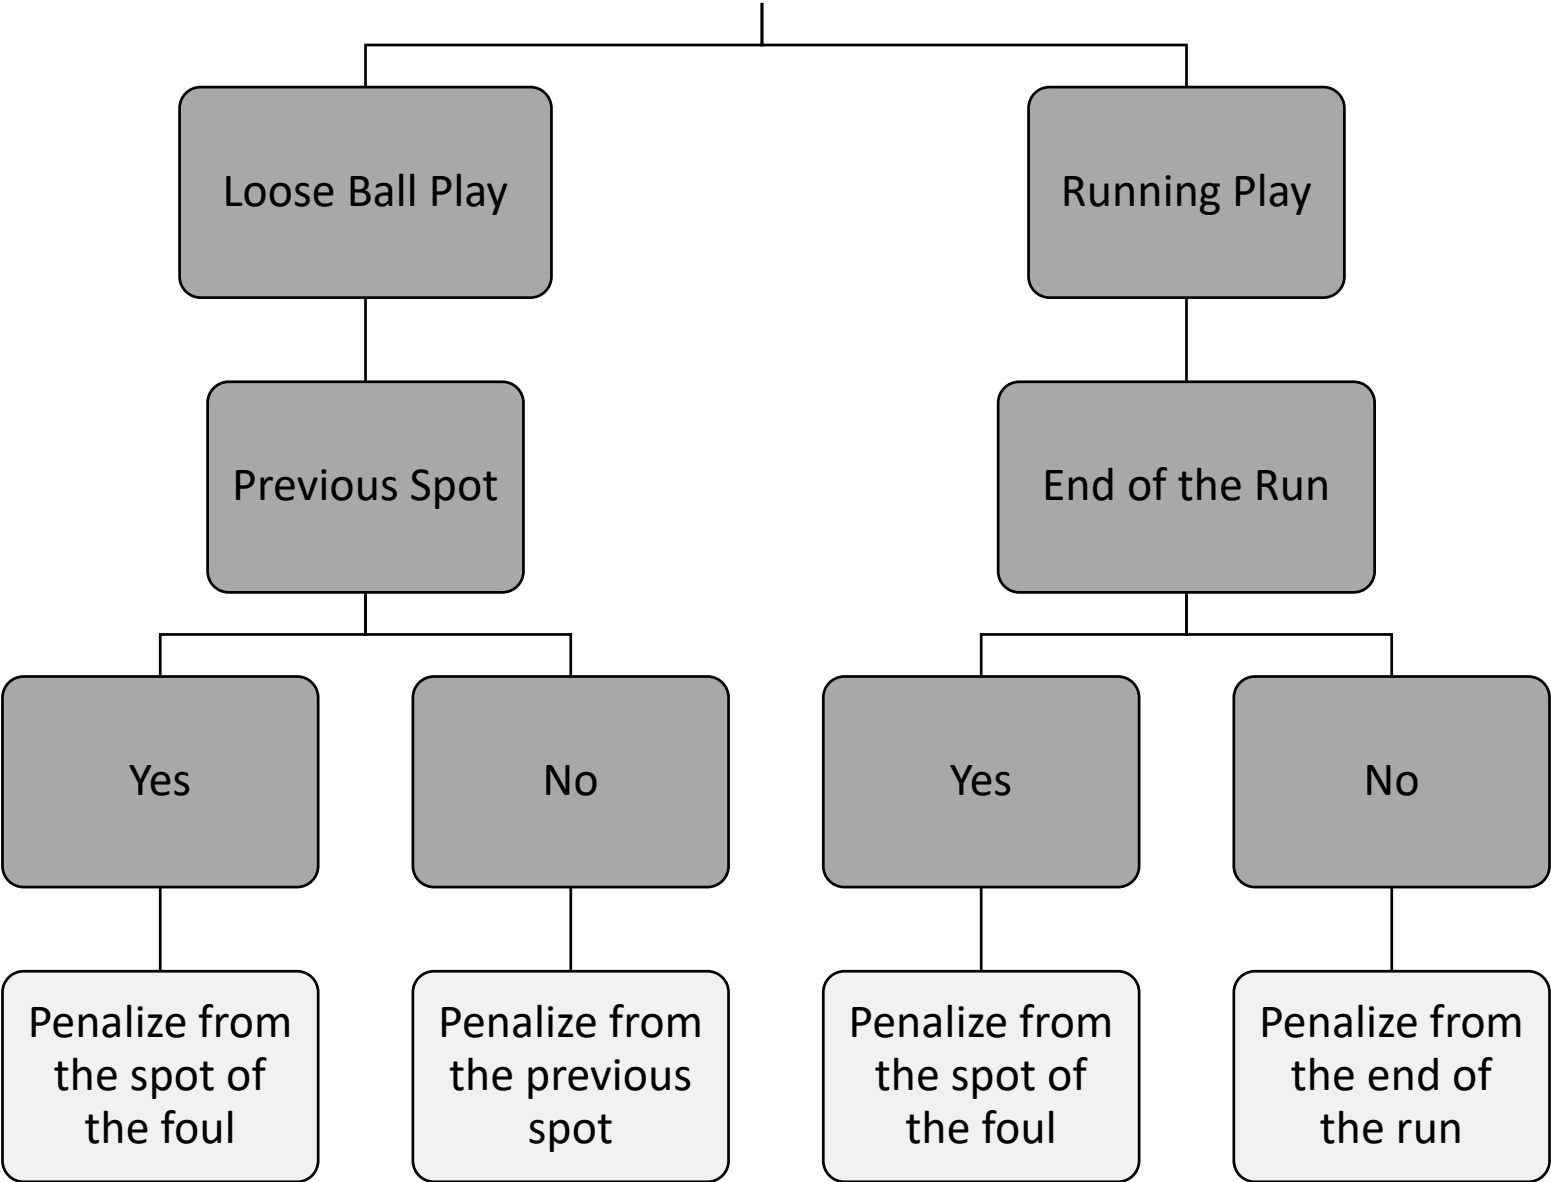 Loose Ball Play
Running Play
Previous Spot
End of the Run
Yes
No
Yes
No
Penalize from
the spot of
the foul
Penalize from
the previous
spot
Penalize from
the spot of
the foul
Penalize from
the end of
the run